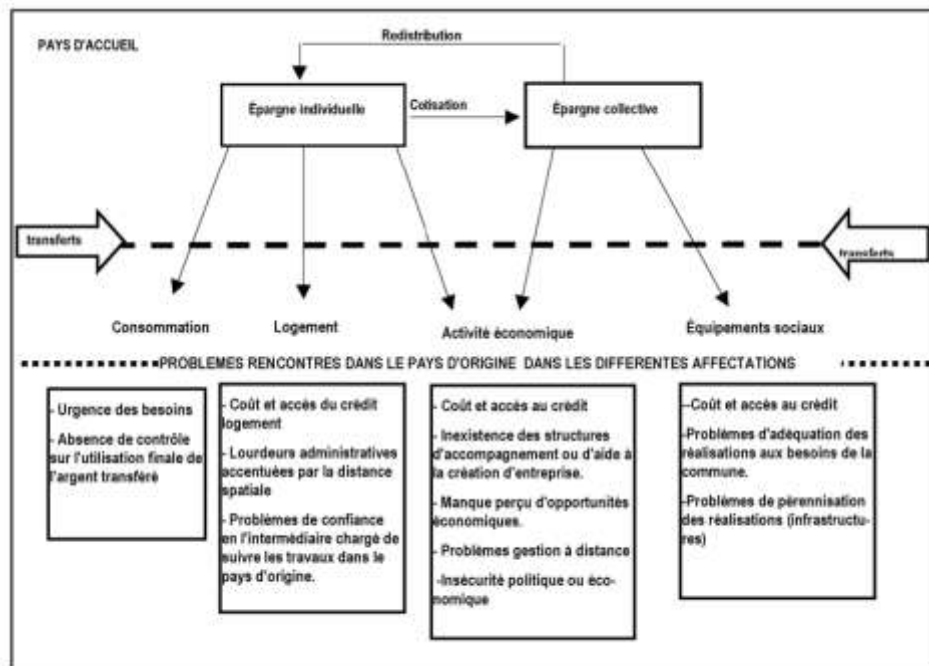 Redistribution
PAYS D'ACCUEIL
Épargne individuelle
Cotisation
Épargne collective
transferts
transferts
Consommation
Logement
Activité économique
Équipements sociaux
PROBLEMES RENCONTRES DANS LE PAYS D'ORIGINE DANS LES DIFFERENTES AFFECTATIONS
- Urgence des besoins
- Absence de contrôle
sur l'utilisation finale de
l'argent transféré
- Coût et accès du crédit
logement
- Lourdeurs administratives
accentuées par la distance
spatiale
- Problèmes de confiance
en l'intermédiaire chargé de
suivre les travaux dans le
pays d'origine.
- Coût et accès au crédit
- Inexistence des structures
d'accompagnement ou d'aide à
la création d'entreprise.
- Manque perçu d'opportunités
économiques.
- Problèmes gestion à distance
-Insécurité politique ou éco-
nomique
--Coût et accès au crédit
-Problèmes d'adéquation des
réalisations aux besoins de la
commune.
-Problèmes de pérennisation
des réalisations (infrastructu-
res)